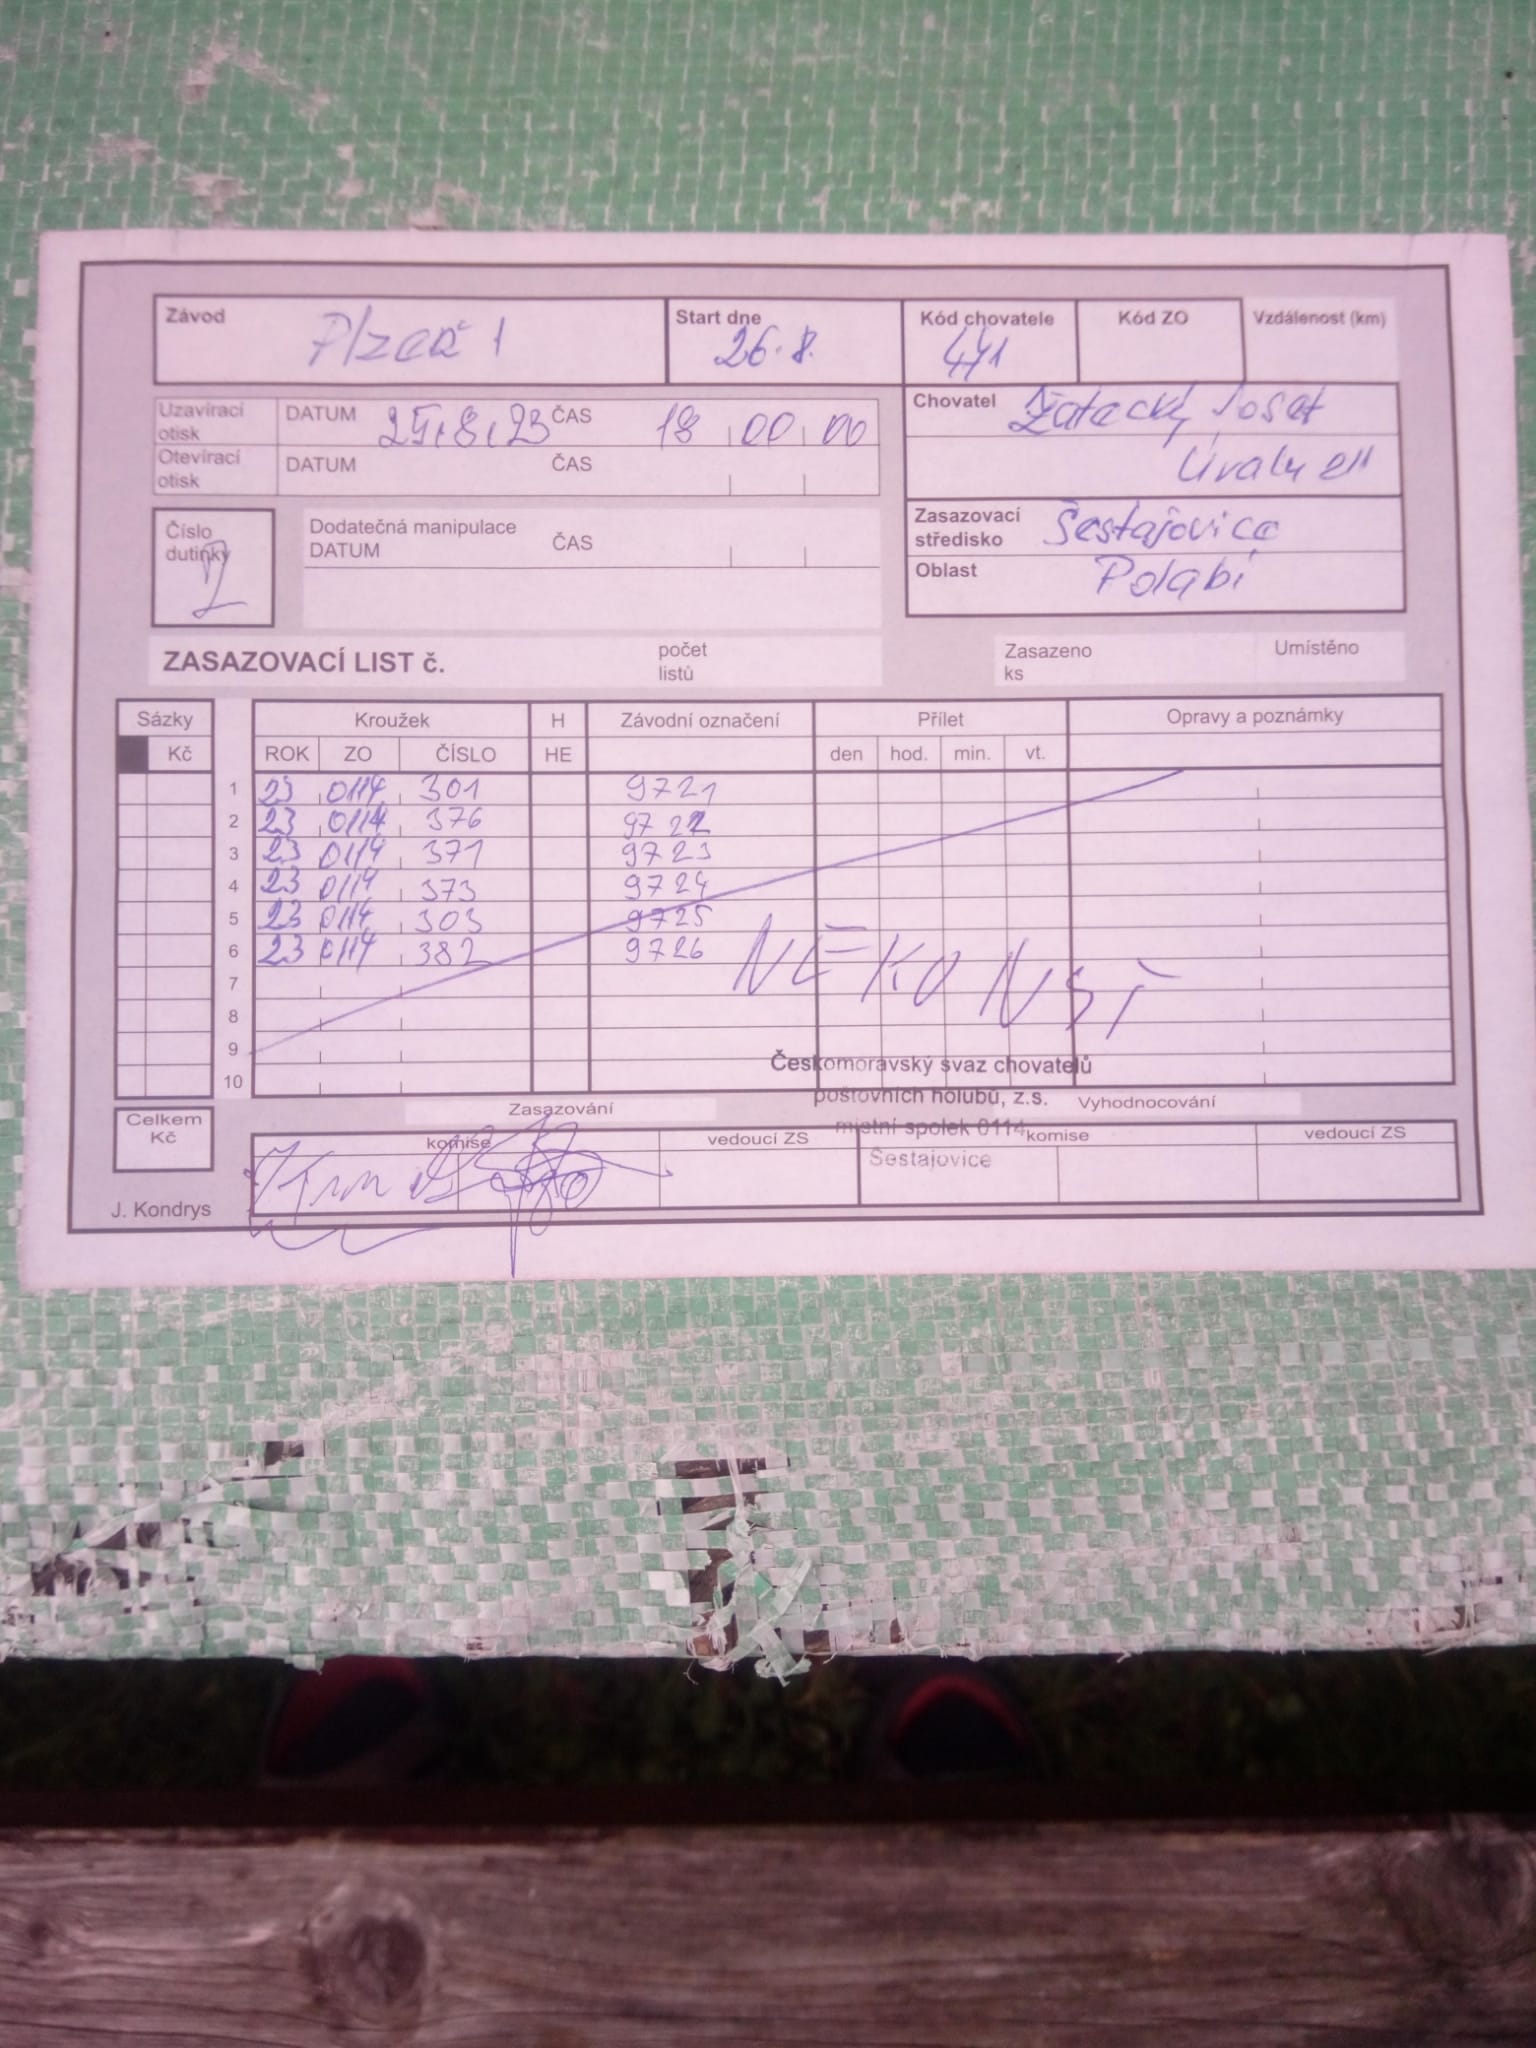 Závod Plzeň 1 Start dne 26.8. Kód chovatele 471 Kód ZO Vzdálenost (km)
Uzavírací otisk DATUM 25.8.23 ČAS 18 00 00
Otevírací otisk DATUM ČAS
Chovatel Žatecký Josef
Úvaly
Číslo dutinky
Dodatečná manipulace
DATUM ČAS
Zasazovací středisko Šestajovice
Oblast Polabí
ZASAZOVACÍ LIST č. počet listů Zasazeno ks Umístěno
Sázky Kroužek H Závodní označení Přílet Opravy a poznámky
Kč ROK ZO ČÍSLO HE den hod. min. vt.
1 23 0114 301 9721
2 23 0114 376 9722
3 23 0114 371 9723
4 23 0114 373 9724
5 23 0114 303 9725
6 23 0114 382 9726
NEKONST
7
8
9
10
Českomoravský svaz chovatelů
poštovních holubů, z.s.
místní spolek 0114
Šestajovice
Celkem Kč
Zasazování Vyhodnocování
komise vedoucí ZS komise vedoucí ZS
J. Kondrys